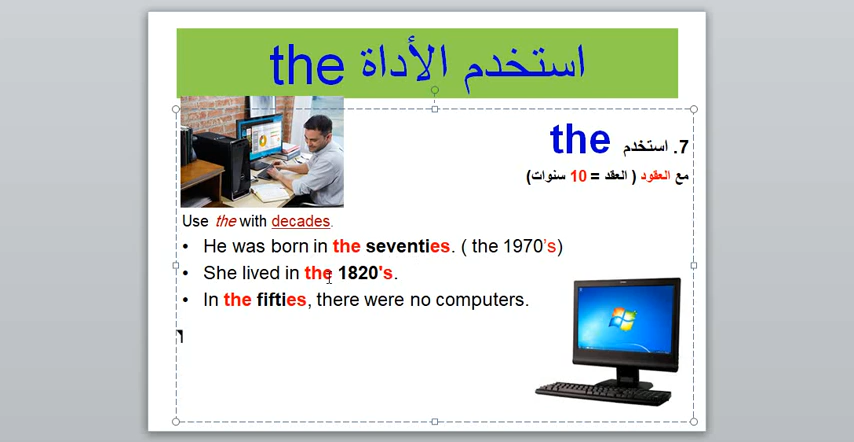 استخدم الأداة the
7. استخدم the
مع العقود ( العقد = 10 سنوات)
Use the with decades.
• He was born in the seventies. ( the 1970's)
• She lived in the 1820's.
• In the fifties, there were no computers.